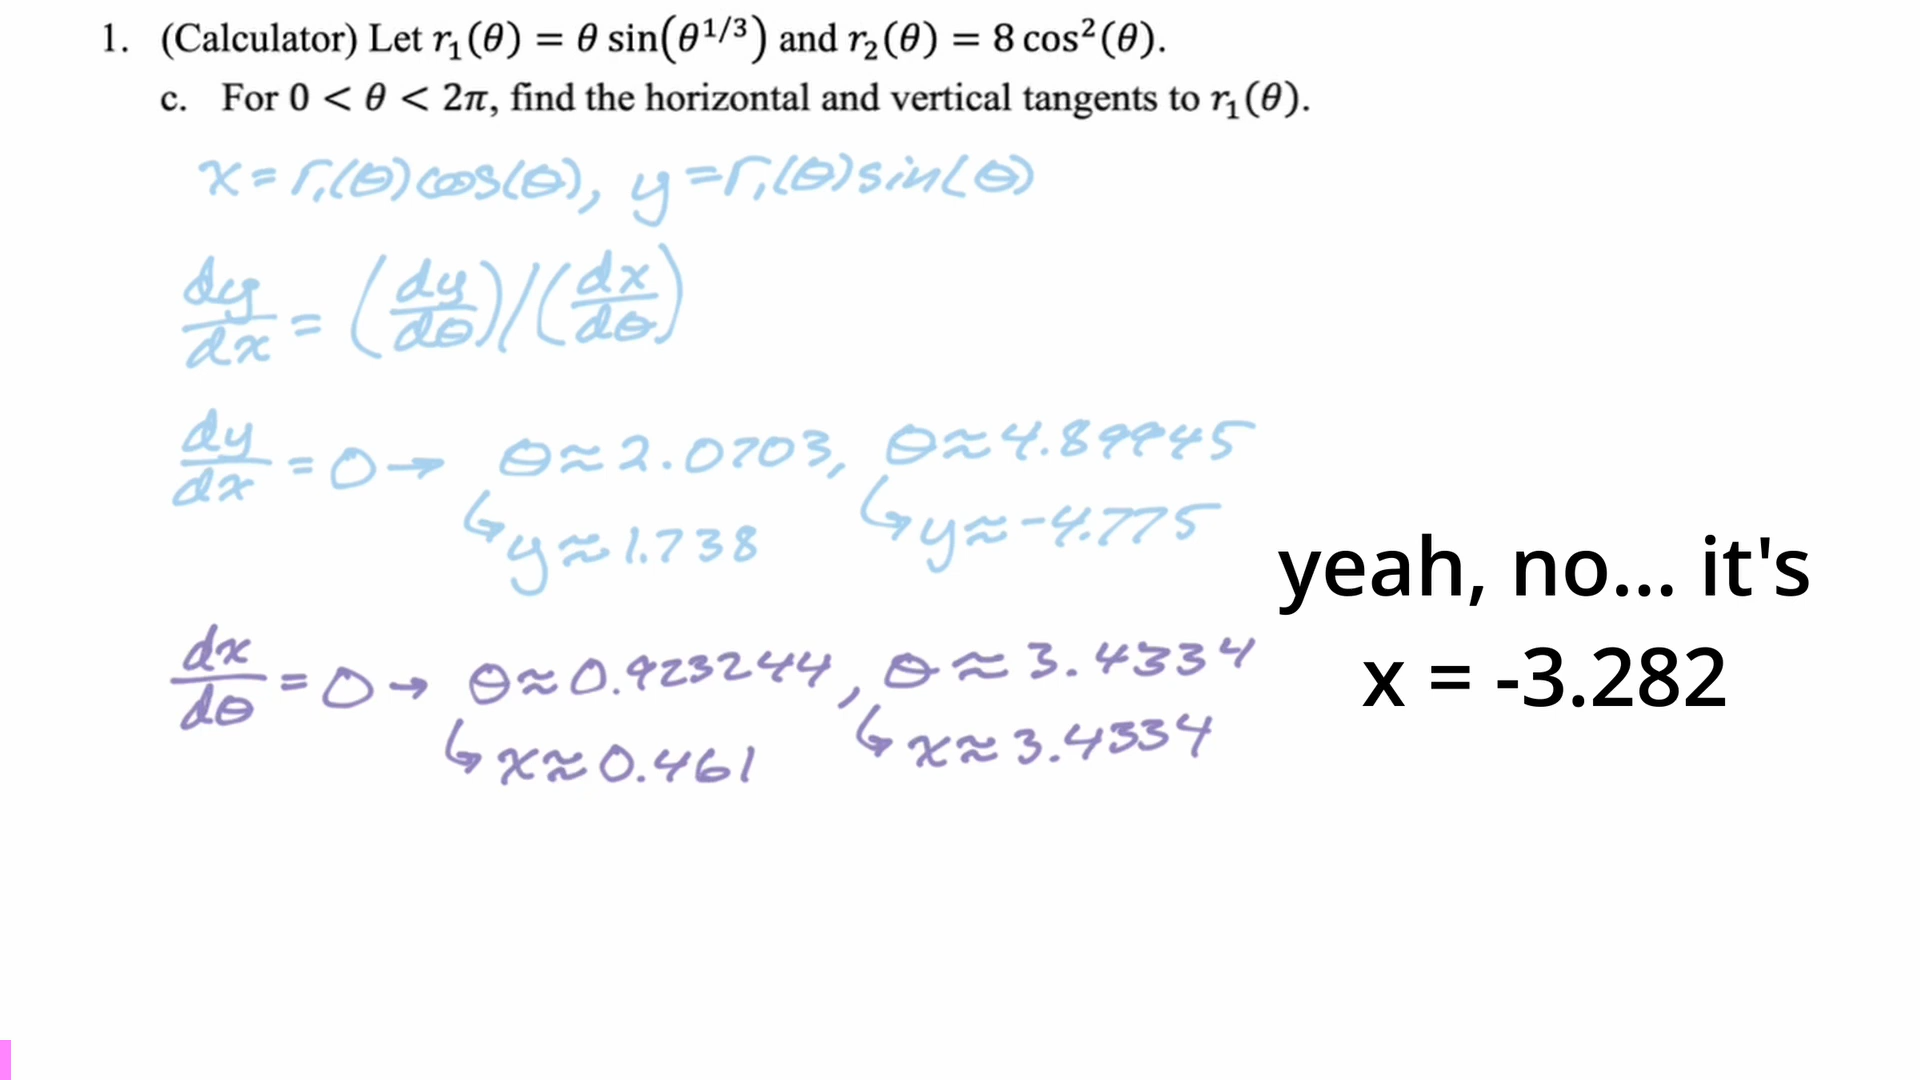 1. (Calculator) Let r₁(θ) = θ sin(θ^{1/3}) and r₂(θ) = 8 cos²(θ).
c. For 0 < θ < 2π, find the horizontal and vertical tangents to r₁(θ).
x = r₁(θ)cos(θ), y = r₁(θ)sin(θ)
dy/dx = (dy/dθ)/(dx/dθ)
dy/dx = 0 → θ ≈ 2.0703, θ ≈ 4.89945
↳ y ≈ 1.738 ↳ y ≈ -4.775
yeah, no... it's
x = -3.282
dx/dθ = 0 → θ ≈ 0.923244, θ ≈ 3.4334
↳ x ≈ 0.461 ↳ x ≈ 3.4334